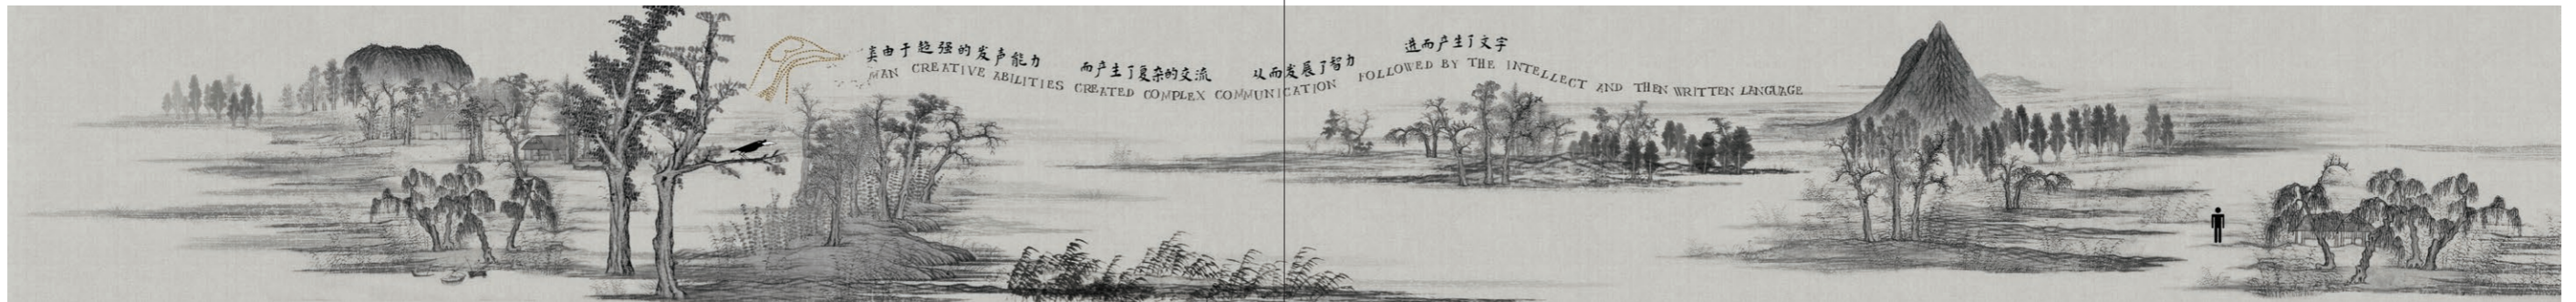 类由于超强的发声能力 而产生了复杂的交流 从而发展了智力 进而产生了文字
MAN CREATIVE ABILITIES CREATED COMPLEX COMMUNICATION FOLLOWED BY THE INTELLECT AND THEN WRITTEN LANGUAGE